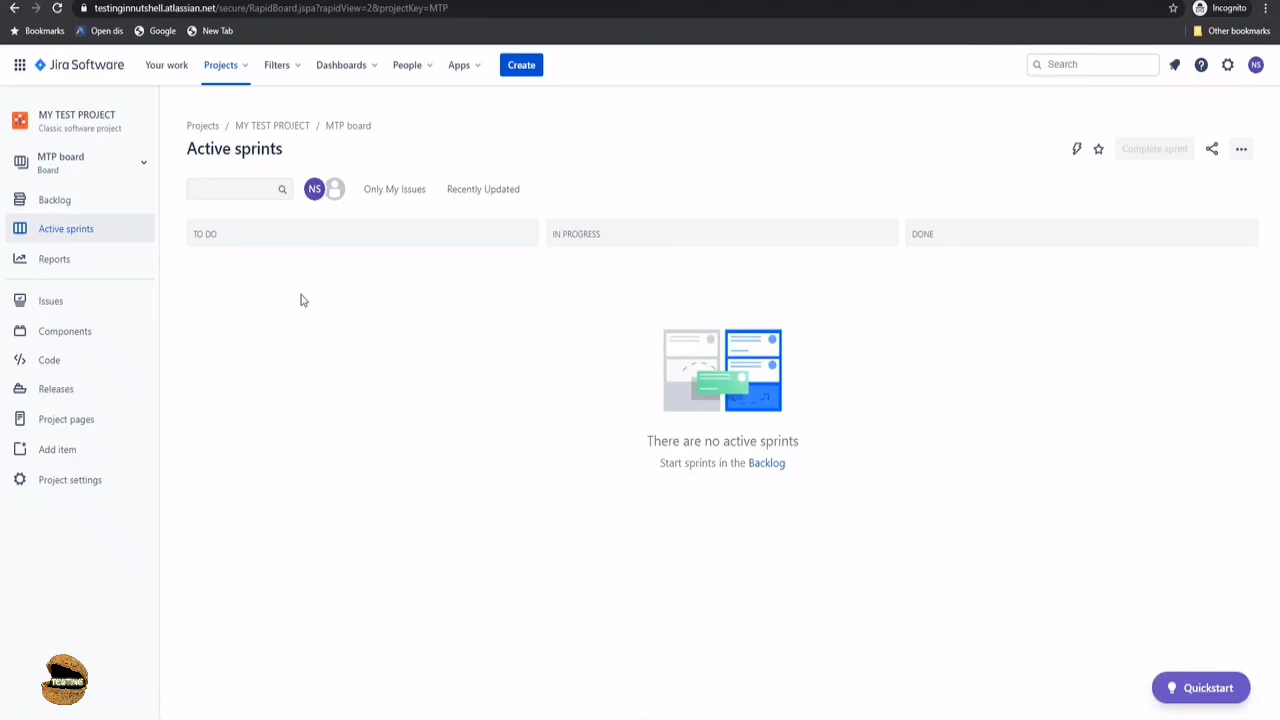 testinginnutshell.atlassian.net/secure/RapidBoard.jspa?rapidView=2&projectKey=MTP
Incognito
Bookmarks
Open dis
Google
New Tab
Other bookmarks
Jira Software
Your work
Projects
Filters
Dashboards
People
Apps
Create
Search
NS
MY TEST PROJECT
Classic software project
MTP board
Board
Backlog
Active sprints
Reports
Issues
Components
Code
Releases
Project pages
Add item
Project settings
TESTING
Projects / MY TEST PROJECT / MTP board
Active sprints
Complete sprint
NS
Only My Issues
Recently Updated
TO DO
IN PROGRESS
DONE
There are no active sprints
Start sprints in the Backlog
Quickstart